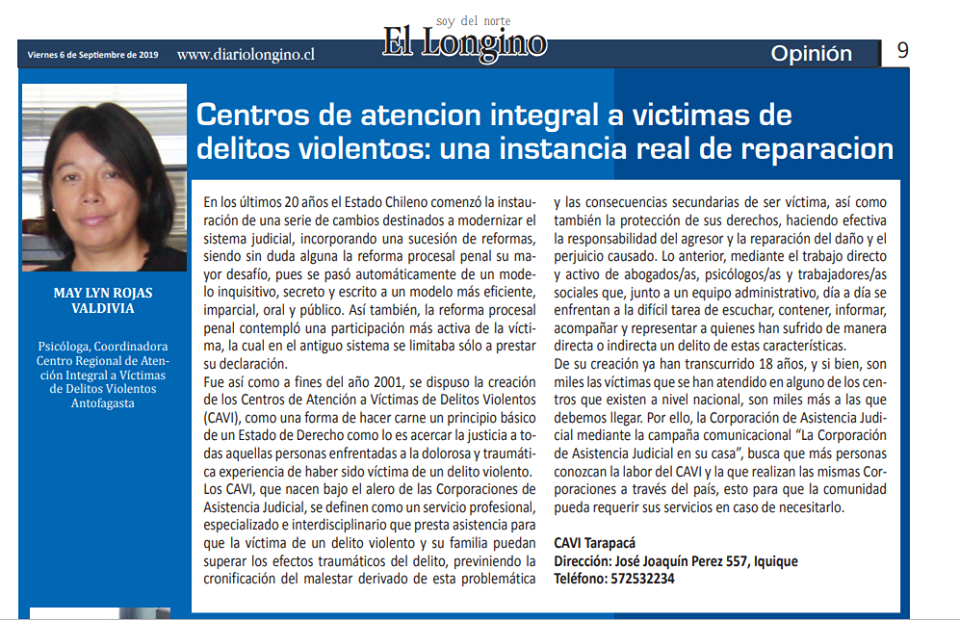 soy del norte
El Longino
Viernes 6 de Septiembre de 2019
www.diariolongino.cl
Opinión
9
Centros de atencion integral a victimas de
delitos violentos: una instancia real de reparacion
MAY LYN ROJAS
VALDIVIA
Psicóloga, Coordinadora
Centro Regional de Aten-
ción Integral a Víctimas
de Delitos Violentos
Antofagasta
En los últimos 20 años el Estado Chileno comenzó la instau-
ración de una serie de cambios destinados a modernizar el
sistema judicial, incorporando una sucesión de reformas,
siendo sin duda alguna la reforma procesal penal su ma-
yor desafío, pues se pasó automáticamente de un mode-
lo inquisitivo, secreto y escrito a un modelo más eficiente,
imparcial, oral y público. Así también, la reforma procesal
penal contempló una participación más activa de la vícti-
ma, la cual en el antiguo sistema se limitaba sólo a prestar
su declaración.
Fue así como a fines del año 2001, se dispuso la creación
de los Centros de Atención a Víctimas de Delitos Violentos
(CAVI), como una forma de hacer carne un principio básico
de un Estado de Derecho como lo es acercar la justicia a to-
das aquellas personas enfrentadas a la dolorosa y traumáti-
ca experiencia de haber sido víctima de un delito violento.
Los CAVI, que nacen bajo el alero de las Corporaciones de
Asistencia Judicial, se definen como un servicio profesional,
especializado e interdisciplinario que presta asistencia para
que la víctima de un delito violento y su familia puedan
superar los efectos traumáticos del delito, previniendo la
cronificación del malestar derivado de esta problemática
y las consecuencias secundarias de ser víctima, así como
también la protección de sus derechos, haciendo efectiva
la responsabilidad del agresor y la reparación del daño y el
perjuicio causado. Lo anterior, mediante el trabajo directo
y activo de abogados/as, psicólogos/as y trabajadores/as
sociales que, junto a un equipo administrativo, día a día se
enfrentan a la difícil tarea de escuchar, contener, informar,
acompañar y representar a quienes han sufrido de manera
directa o indirecta un delito de estas características.
De su creación ya han transcurrido 18 años, y si bien, son
miles las víctimas que se han atendido en alguno de los cen-
tros que existen a nivel nacional, son miles más a las que
debemos llegar. Por ello, la Corporación de Asistencia Judi-
cial mediante la campaña comunicacional "La Corporación
de Asistencia Judicial en su casa", busca que más personas
conozcan la labor del CAVI y la que realizan las mismas Cor-
poraciones a través del país, esto para que la comunidad
pueda requerir sus servicios en caso de necesitarlo.
CAVI Tarapacá
Dirección: José Joaquín Perez 557, Iquique
Teléfono: 572532234